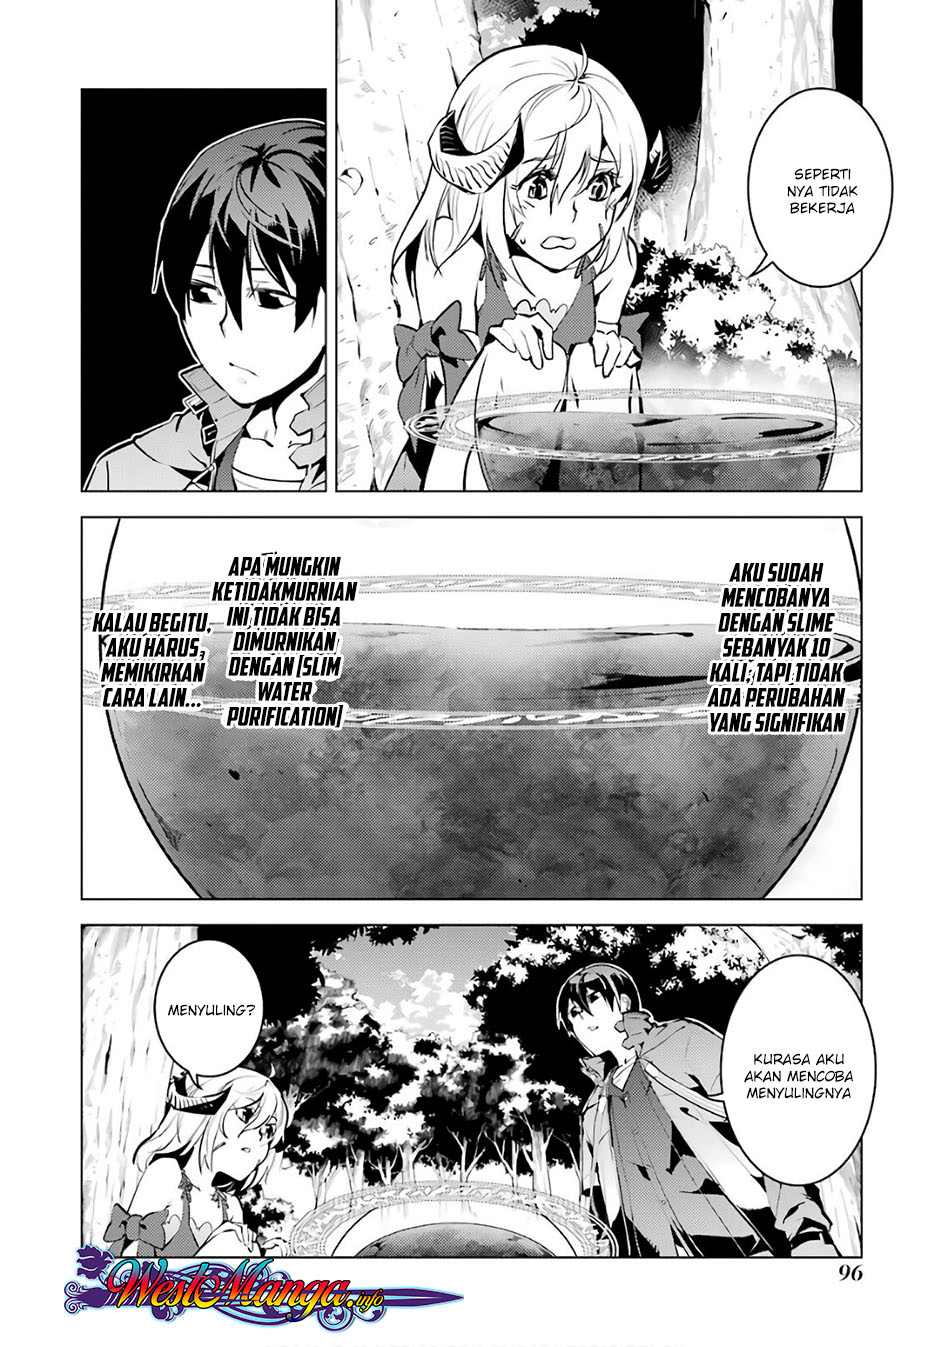 SEPERTI
NYA TIDAK
BEKERJA
AKU SUDAH
MENCOBANYA
DENGAN SLIME
SEBANYAK 10
KALI, TAPI TIDAK
ADA PERUBAHAN
YANG SIGNIFIKAN
APA MUNGKIN
KETIDAKMURNIAN
INI TIDAK BISA
DIMURNIKAN
DENGAN [SLIM
WATER
PURIFICATION]
KALAU BEGITU,
AKU HARUS
MEMIKIRKAN
CARA LAIN...
KURASA AKU
AKAN MENCOBA
MENYULINGNYA
MENYULING?
96
WestManga.info